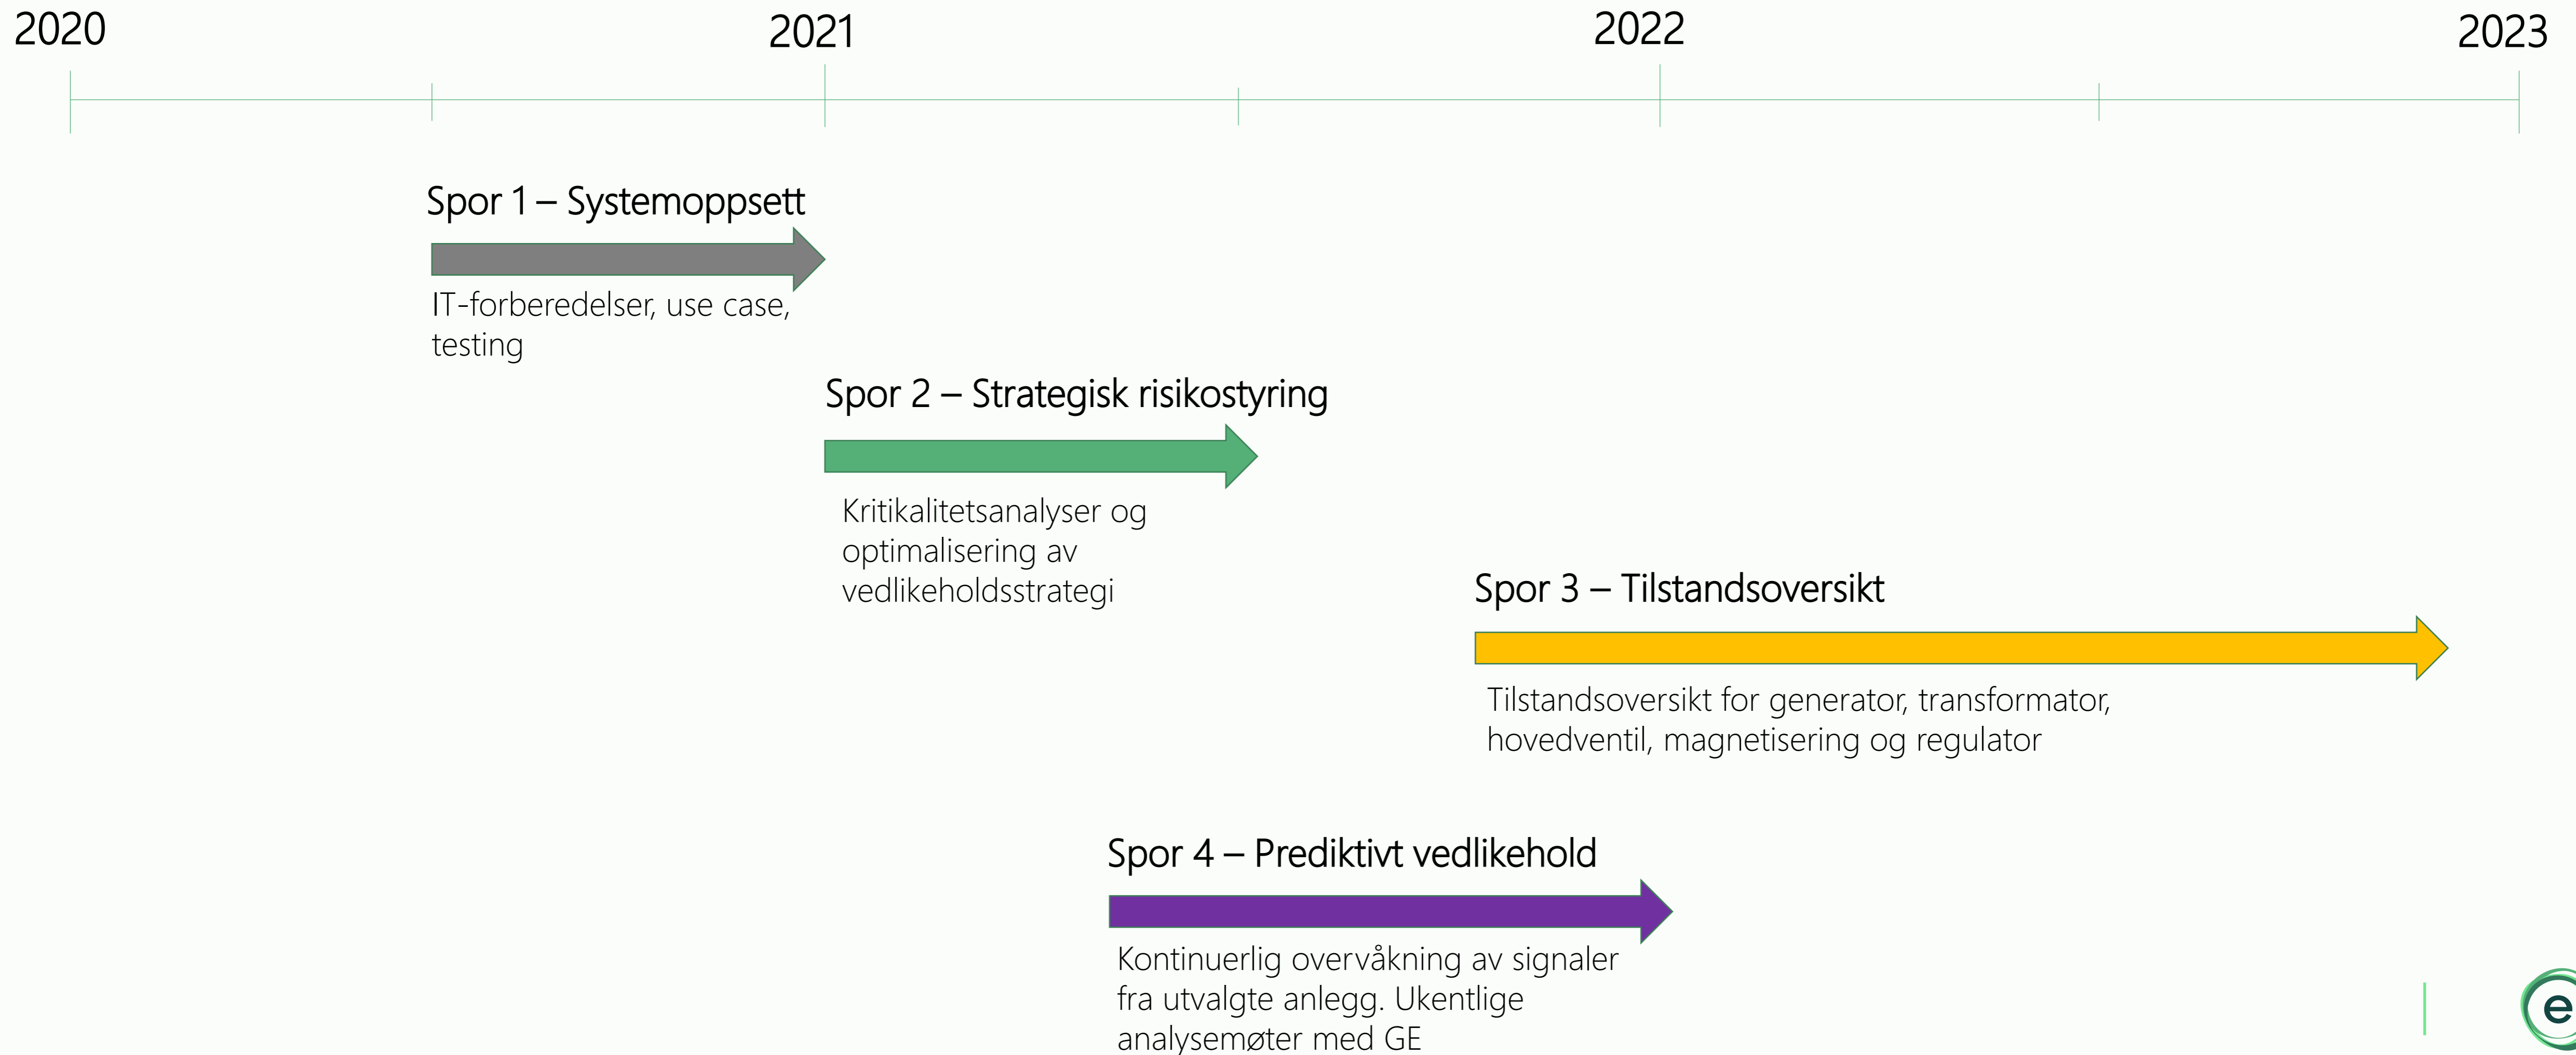 2020
2021
2022
2023
Spor 1 – Systemoppsett
IT-forberedelser, use case,
testing
Spor 2 – Strategisk risikostyring
Kritikalitetsanalyser og
optimalisering av
vedlikeholdsstrategi
Spor 3 – Tilstandsoversikt
Tilstandsoversikt for generator, transformator,
hovedventil, magnetisering og regulator
Spor 4 – Prediktivt vedlikehold
Kontinuerlig overvåkning av signaler
fra utvalgte anlegg. Ukentlige
analysemøter med GE
e